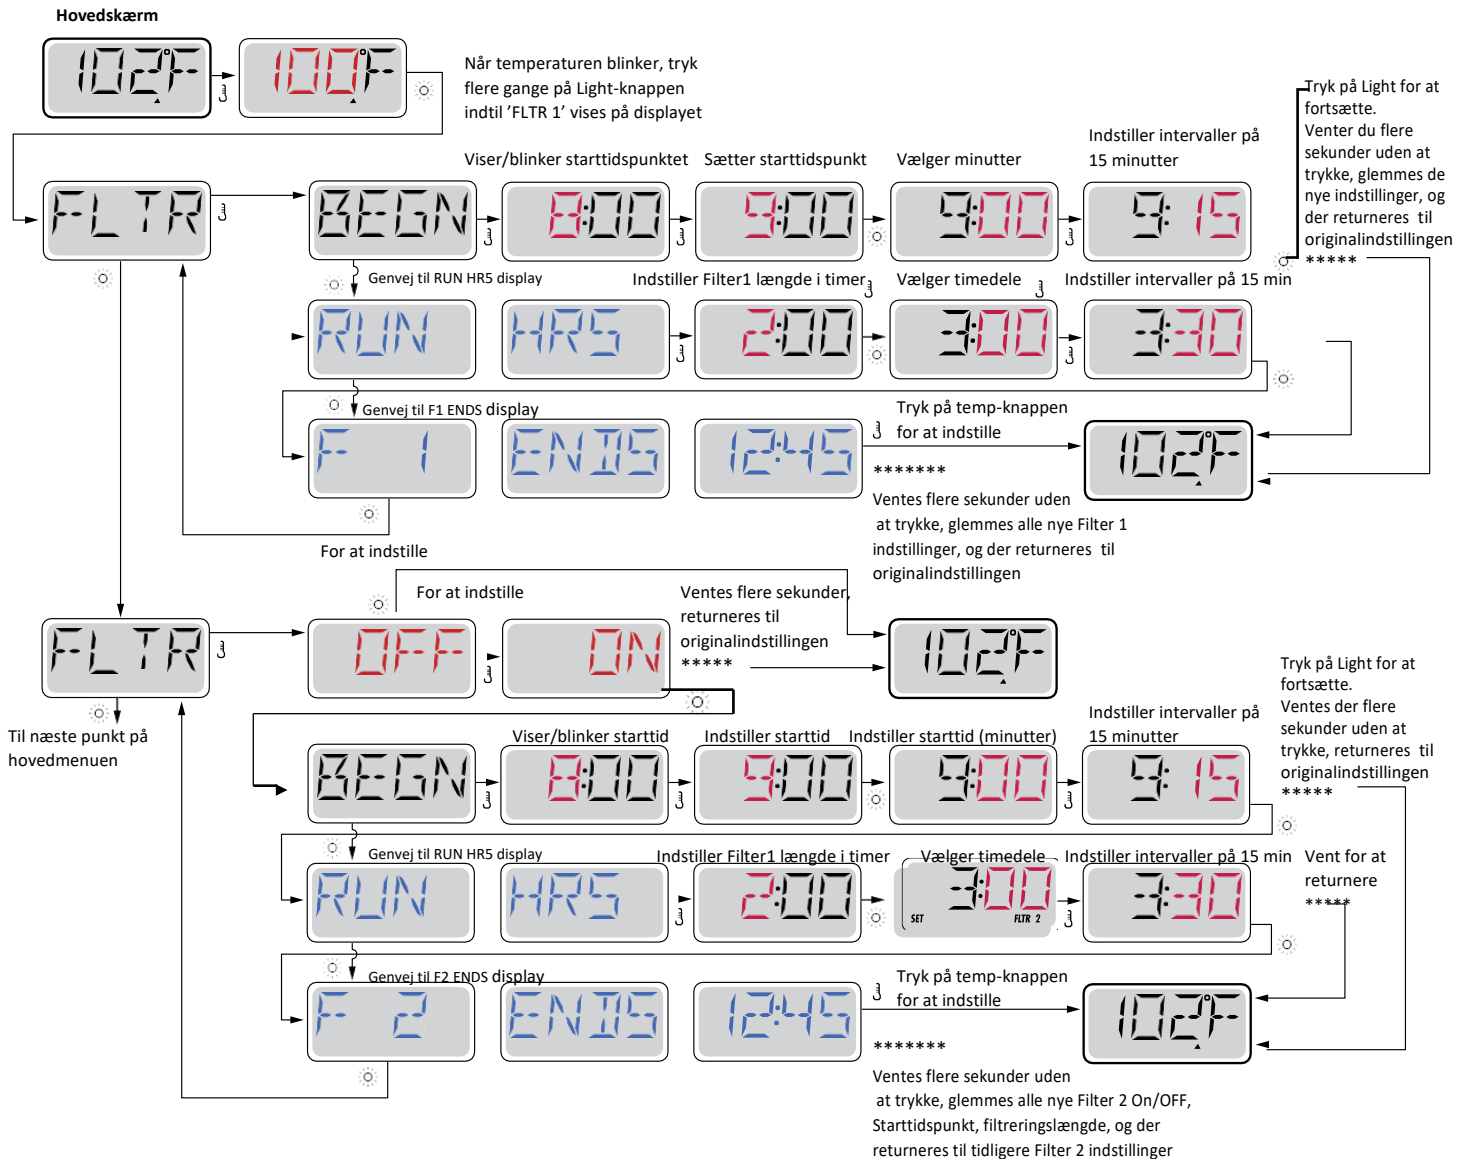 Hovedskærm
102°F
100°F
Når temperaturen blinker, tryk
flere gange på Light-knappen
indtil ’FLTR 1’ vises på displayet
Tryk på Light for at
fortsætte.
Venter du flere
sekunder uden at
trykke, glemmes de
nye indstillinger, og
der returneres til
originalindstillingen
*****
Viser/blinker starttidspunktet
Sætter starttidspunkt
Vælger minutter
Indstiller intervaller på
15 minutter
FLTR
BEGN
8:00
9:00
9:00
9:15
Genvej til RUN HR5 display
Indstiller Filter1 længde i timer
Vælger timedele
Indstiller intervaller på 15 min
RUN
HRS
2:00
3:00
3:30
Genvej til F1 ENDS display
Tryk på temp-knappen
for at indstille
F 1
ENDS
12:45
102°F
*******
Ventes flere sekunder uden
at trykke, glemmes alle nye Filter 1
indstillinger, og der returneres til
originalindstillingen
For at indstille
For at indstille
Ventes flere sekunder,
returneres til
originalindstillingen
*****
FLTR
OFF
ON
102°F
Til næste punkt på
hovedmenuen
Tryk på Light for at
fortsætte.
Ventes der flere
sekunder uden at
trykke, returneres til
originalindstillingen
*****
Viser/blinker starttid
Indstiller starttid
Indstiller starttid (minutter)
Indstiller intervaller på
15 minutter
BEGN
8:00
9:00
9:00
9:15
Genvej til RUN HR5 display
Indstiller Filter1 længde i timer
Vælger timedele
Indstiller intervaller på 15 min
Vent for at
returnere
*****
RUN
HRS
2:00
3:00
SET
FLTR 2
3:30
Genvej til F2 ENDS display
Tryk på temp-knappen
for at indstille
F 2
ENDS
12:45
102°F
*******
Ventes flere sekunder uden
at trykke, glemmes alle nye Filter 2 On/OFF,
Starttidspunkt, filtreringslængde, og der
returneres til tidligere Filter 2 indstillinger